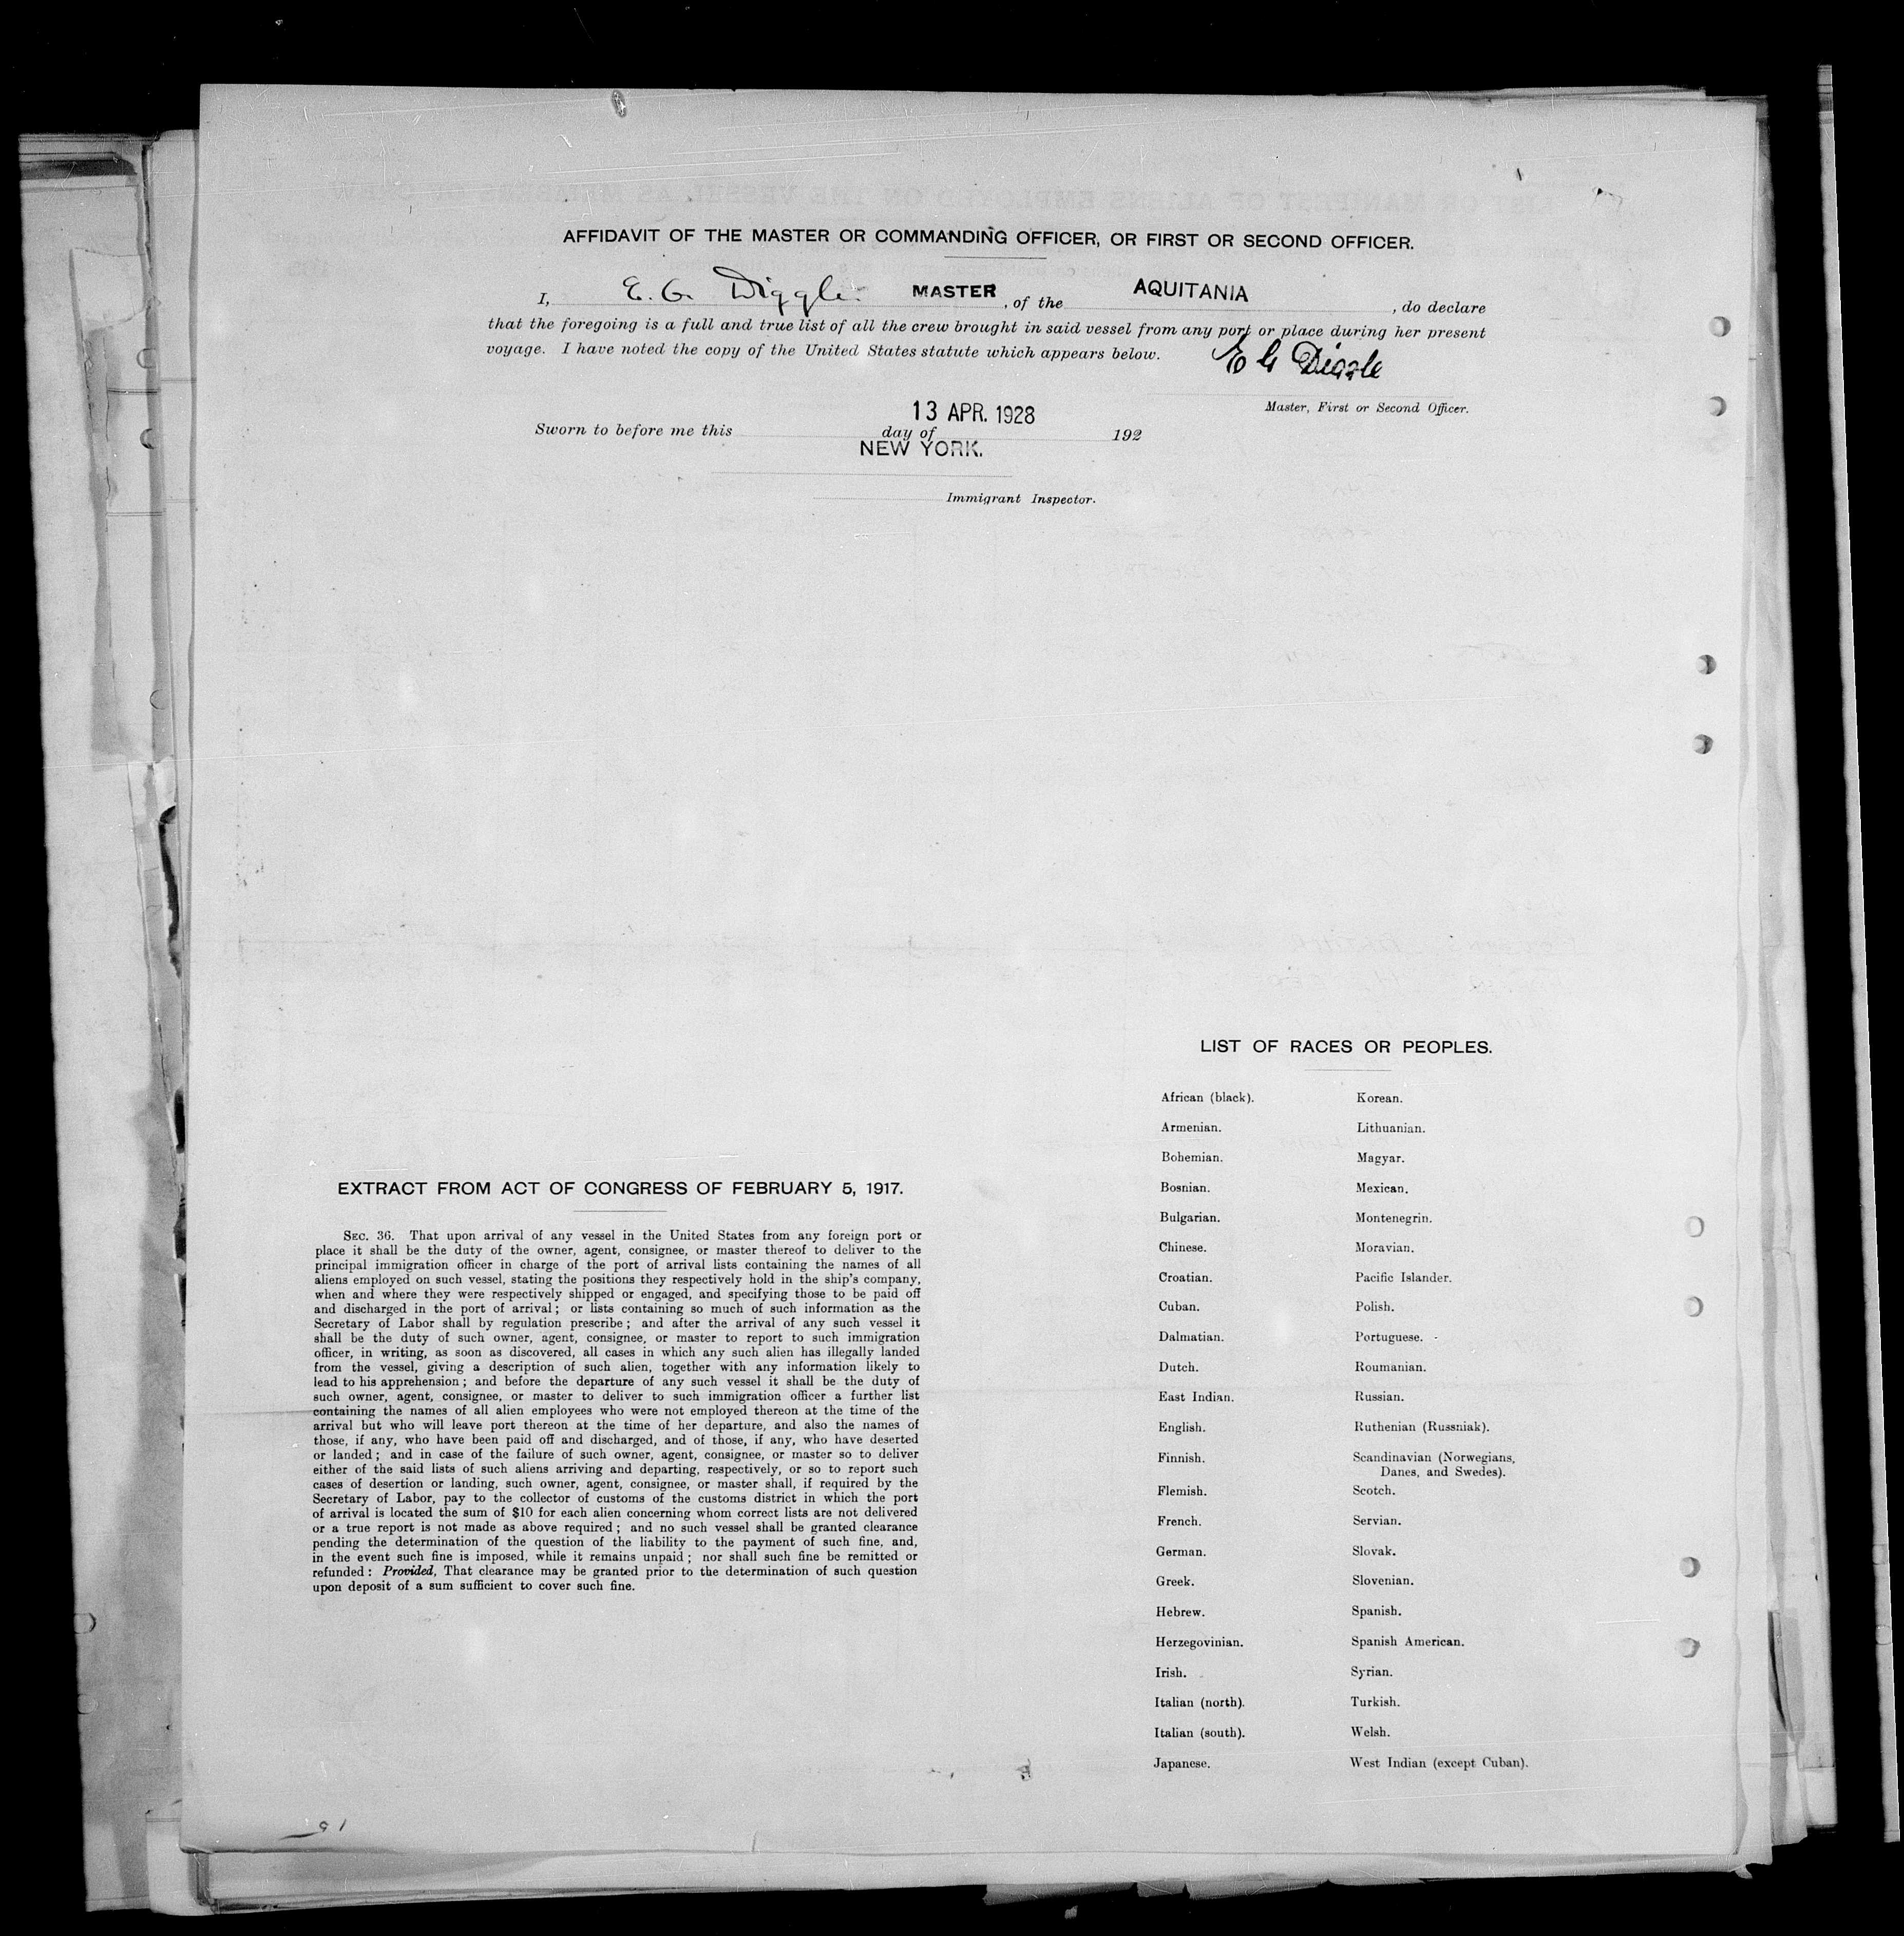 AFFIDAVIT OF THE MASTER OR COMMANDING OFFICER, OR FIRST OR SECOND OFFICER.
I, E. G. Diggle. MASTER, of the AQUITANIA, do declare
that the foregoing is a full and true list of all the crew brought in said vessel from any port or place during her present
voyage. I have noted the copy of the United States statute which appears below.
E G Diggle
Master, First or Second Officer.
13 APR. 1928
Sworn to before me this day of 192
NEW YORK.
Immigrant Inspector.
EXTRACT FROM ACT OF CONGRESS OF FEBRUARY 5, 1917.
SEC. 36. That upon arrival of any vessel in the United States from any foreign port or
place it shall be the duty of the owner, agent, consignee, or master thereof to deliver to the
principal immigration officer in charge of the port of arrival lists containing the names of all
aliens employed on such vessel, stating the positions they respectively hold in the ship's company,
when and where they were respectively shipped or engaged, and specifying those to be paid off
and discharged in the port of arrival; or lists containing so much of such information as the
Secretary of Labor shall by regulation prescribe; and after the arrival of any such vessel it
shall be the duty of such owner, agent, consignee, or master to report to such immigration
officer, in writing, as soon as discovered, all cases in which any such alien has illegally landed
from the vessel, giving a description of such alien, together with any information likely to
lead to his apprehension; and before the departure of any such vessel it shall be the duty of
such owner, agent, consignee, or master to deliver to such immigration officer a further list
containing the names of all alien employees who were not employed thereon at the time of the
arrival but who will leave port thereon at the time of her departure, and also the names of
those, if any, who have been paid off and discharged, and of those, if any, who have deserted
or landed; and in case of the failure of such owner, agent, consignee, or master so to deliver
either of the said lists of such aliens arriving and departing, respectively, or so to report such
cases of desertion or landing, such owner, agent, consignee, or master shall, if required by the
Secretary of Labor, pay to the collector of customs of the customs district in which the port
of arrival is located the sum of $10 for each alien concerning whom correct lists are not delivered
or a true report is not made as above required; and no such vessel shall be granted clearance
pending the determination of the question of the liability to the payment of such fine, and,
in the event such fine is imposed, while it remains unpaid; nor shall such fine be remitted or
refunded: Provided, That clearance may be granted prior to the determination of such question
upon deposit of a sum sufficient to cover such fine.
LIST OF RACES OR PEOPLES.
African (black).
Armenian.
Bohemian.
Bosnian.
Bulgarian.
Chinese.
Croatian.
Cuban.
Dalmatian.
Dutch.
East Indian.
English.
Finnish.
Flemish.
French.
German.
Greek.
Hebrew.
Herzegovinian.
Irish.
Italian (north).
Italian (south).
Japanese.
Korean.
Lithuanian.
Magyar.
Mexican.
Montenegrin.
Moravian.
Pacific Islander.
Polish.
Portuguese.
Roumanian.
Russian.
Ruthenian (Russniak).
Scandinavian (Norwegians,
Danes, and Swedes).
Scotch.
Servian.
Slovak.
Slovenian.
Spanish.
Spanish American.
Syrian.
Turkish.
Welsh.
West Indian (except Cuban).